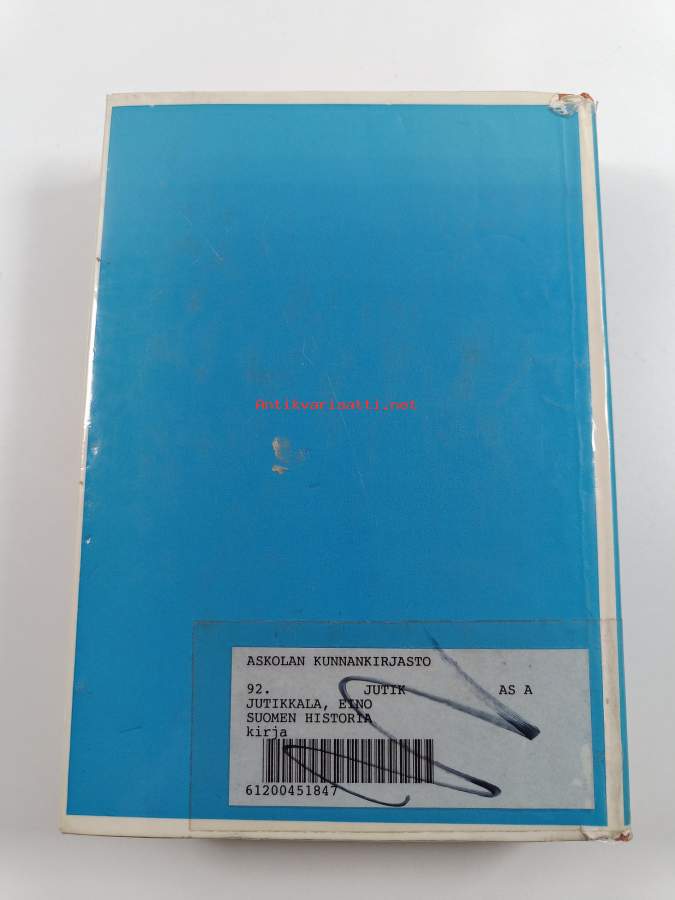 Antikvariaatti.net
ASKOLAN KUNNANKIRJASTO
92. JUTIK AS A
JUTIKKALA, EINO
SUOMEN HISTORIA
kirja
61200451847